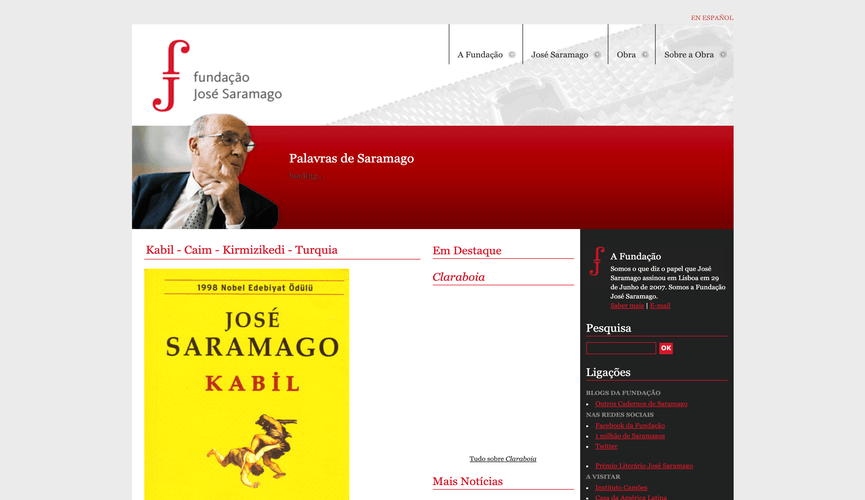 EN ESPAÑOL
A Fundação
José Saramago
Obra
Sobre a Obra
fundação
José Saramago
Palavras de Saramago
Kabil - Caim - Kirmizikedi - Turquia
1998 Nobel Edebiyat Ödülü
JOSÉ
SARAMAGO
KABİL
Em Destaque
Claraboia
Tudo sobre Claraboia
Mais Notícias
A Fundação
Somos o que diz o papel que José
Saramago assinou em Lisboa em 29
de Junho de 2007. Somos a Fundação
José Saramago.
Saber mais | E-mail
Pesquisa
OK
Ligações
BLOGS DA FUNDAÇÃO
Outros Cadernos de Saramago
NAS REDES SOCIAIS
Facebook da Fundação
1 milhão de Saramagos
Twitter
Prémio Literário José Saramago
A VISITAR
Instituto Camões
Casa da América Latina